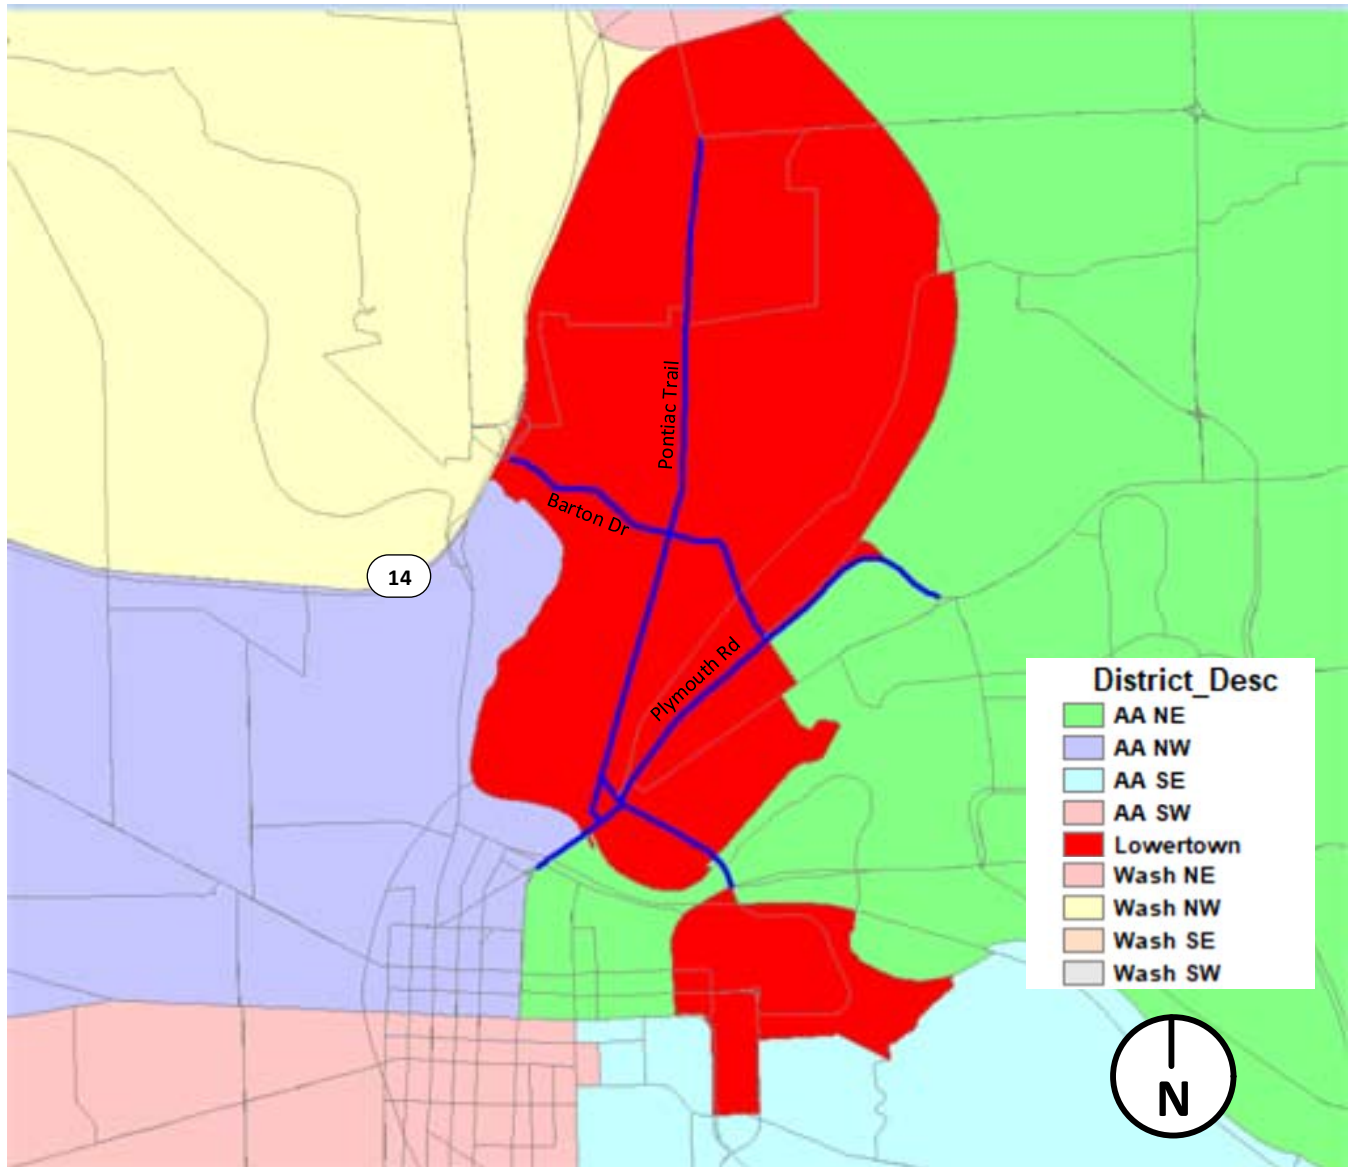 Pontiac Trail
Barton Dr
14
Plymouth Rd
District_Desc
AA NE
AA NW
AA SE
AA SW
Lowertown
Wash NE
Wash NW
Wash SE
Wash SW
N